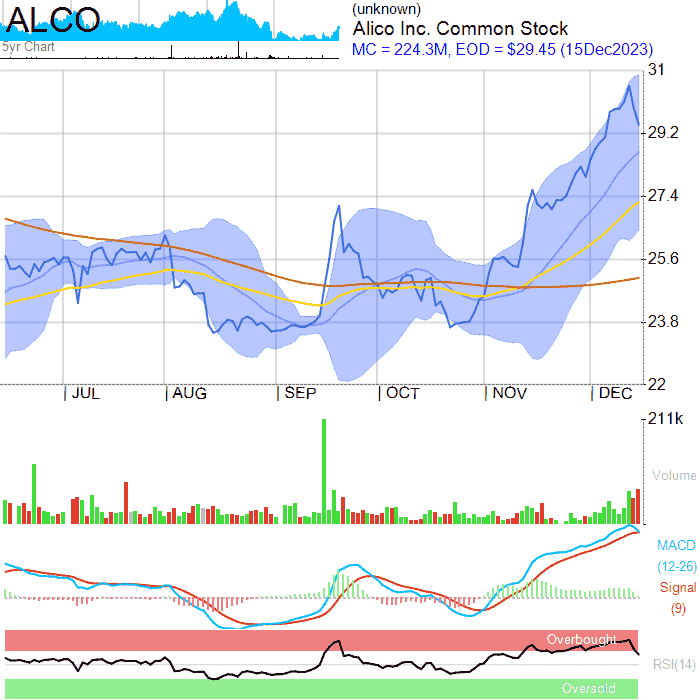 ALCO
5yr Chart
(unknown)
Alico Inc. Common Stock
MC = 224.3M, EOD = $29.45 (15Dec2023)
31
29.2
27.4
25.6
23.8
22
JUL AUG SEP OCT NOV DEC
211k
Volume
MACD
(12-26)
Signal
(9)
Overbought
RSI(14)
Oversold